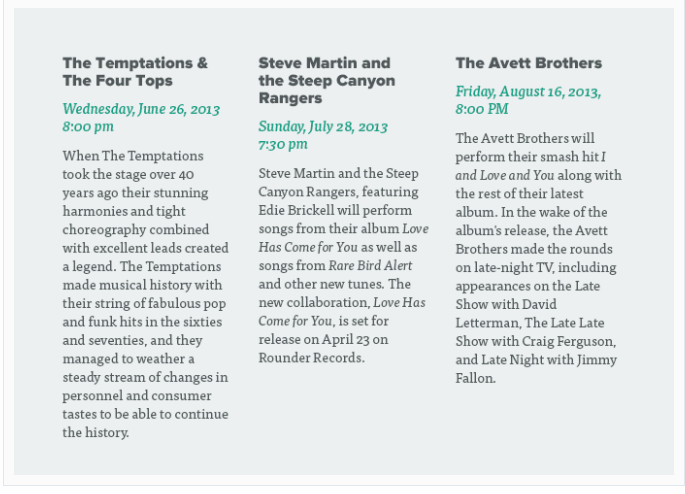 The Temptations &
The Four Tops
Wednesday, June 26, 2013
8:00 pm
When The Temptations
took the stage over 40
years ago their stunning
harmonies and tight
choreography combined
with excellent leads created
a legend. The Temptations
made musical history with
their string of fabulous pop
and funk hits in the sixties
and seventies, and they
managed to weather a
steady stream of changes in
personnel and consumer
tastes to be able to continue
the history.
Steve Martin and
the Steep Canyon
Rangers
Sunday, July 28, 2013
7:30 pm
Steve Martin and the Steep
Canyon Rangers, featuring
Edie Brickell will perform
songs from their album Love
Has Come for You as well as
songs from Rare Bird Alert
and other new tunes. The
new collaboration, Love Has
Come for You, is set for
release on April 23 on
Rounder Records.
The Avett Brothers
Friday, August 16, 2013,
8:00 PM
The Avett Brothers will
perform their smash hit I
and Love and You along with
the rest of their latest
album. In the wake of the
album's release, the Avett
Brothers made the rounds
on late-night TV, including
appearances on the Late
Show with David
Letterman, The Late Late
Show with Craig Ferguson,
and Late Night with Jimmy
Fallon.